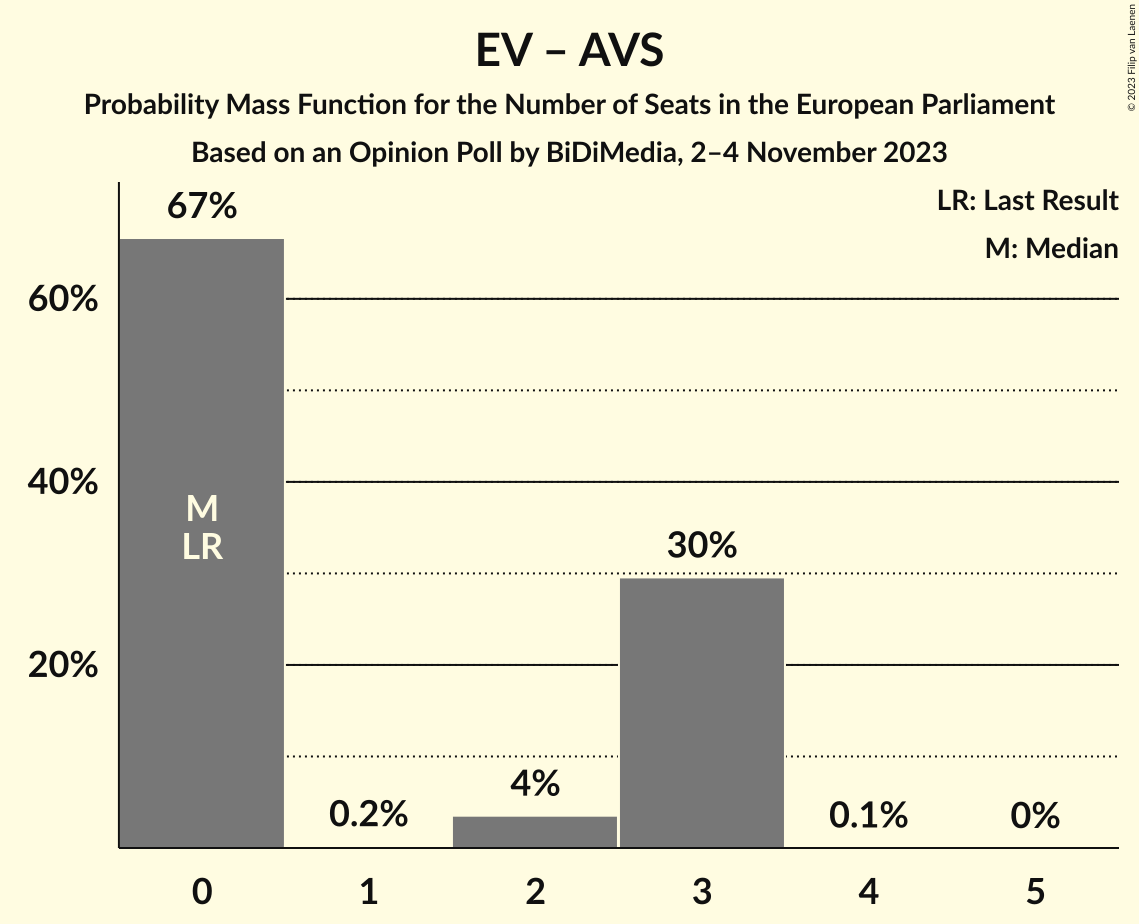 EV – AVS
Probability Mass Function for the Number of Seats in the European Parliament
Based on an Opinion Poll by BiDiMedia, 2–4 November 2023
© 2023 Filip van Laenen
LR: Last Result
M: Median
67%
60%
40%
20%
M
LR
0.2%
4%
30%
0.1%
0%
0
1
2
3
4
5